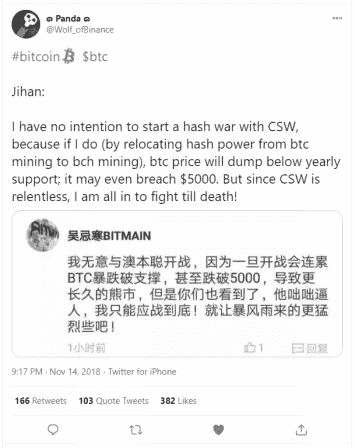 Panda
@Wolf_ofBinance
#bitcoin $btc
Jihan:
I have no intention to start a hash war with CSW,
because if I do (by relocating hash power from btc
mining to bch mining), btc price will dump below yearly
support; it may even breach $5000. But since CSW is
relentless, I am all in to fight till death!
吴忌寒BITMAIN
我无意与澳本聪开战，因为一旦开战会连累
BTC暴跌破支撑，甚至跌破5000，导致更
长久的熊市，但是你们也看到了，他咄咄逼
人，我只能应战到底！就让暴风雨来的更猛
烈些吧！
1小时前 1 回复
9:17 PM · Nov 14, 2018 · Twitter for iPhone
166 Retweets 103 Quote Tweets 382 Likes